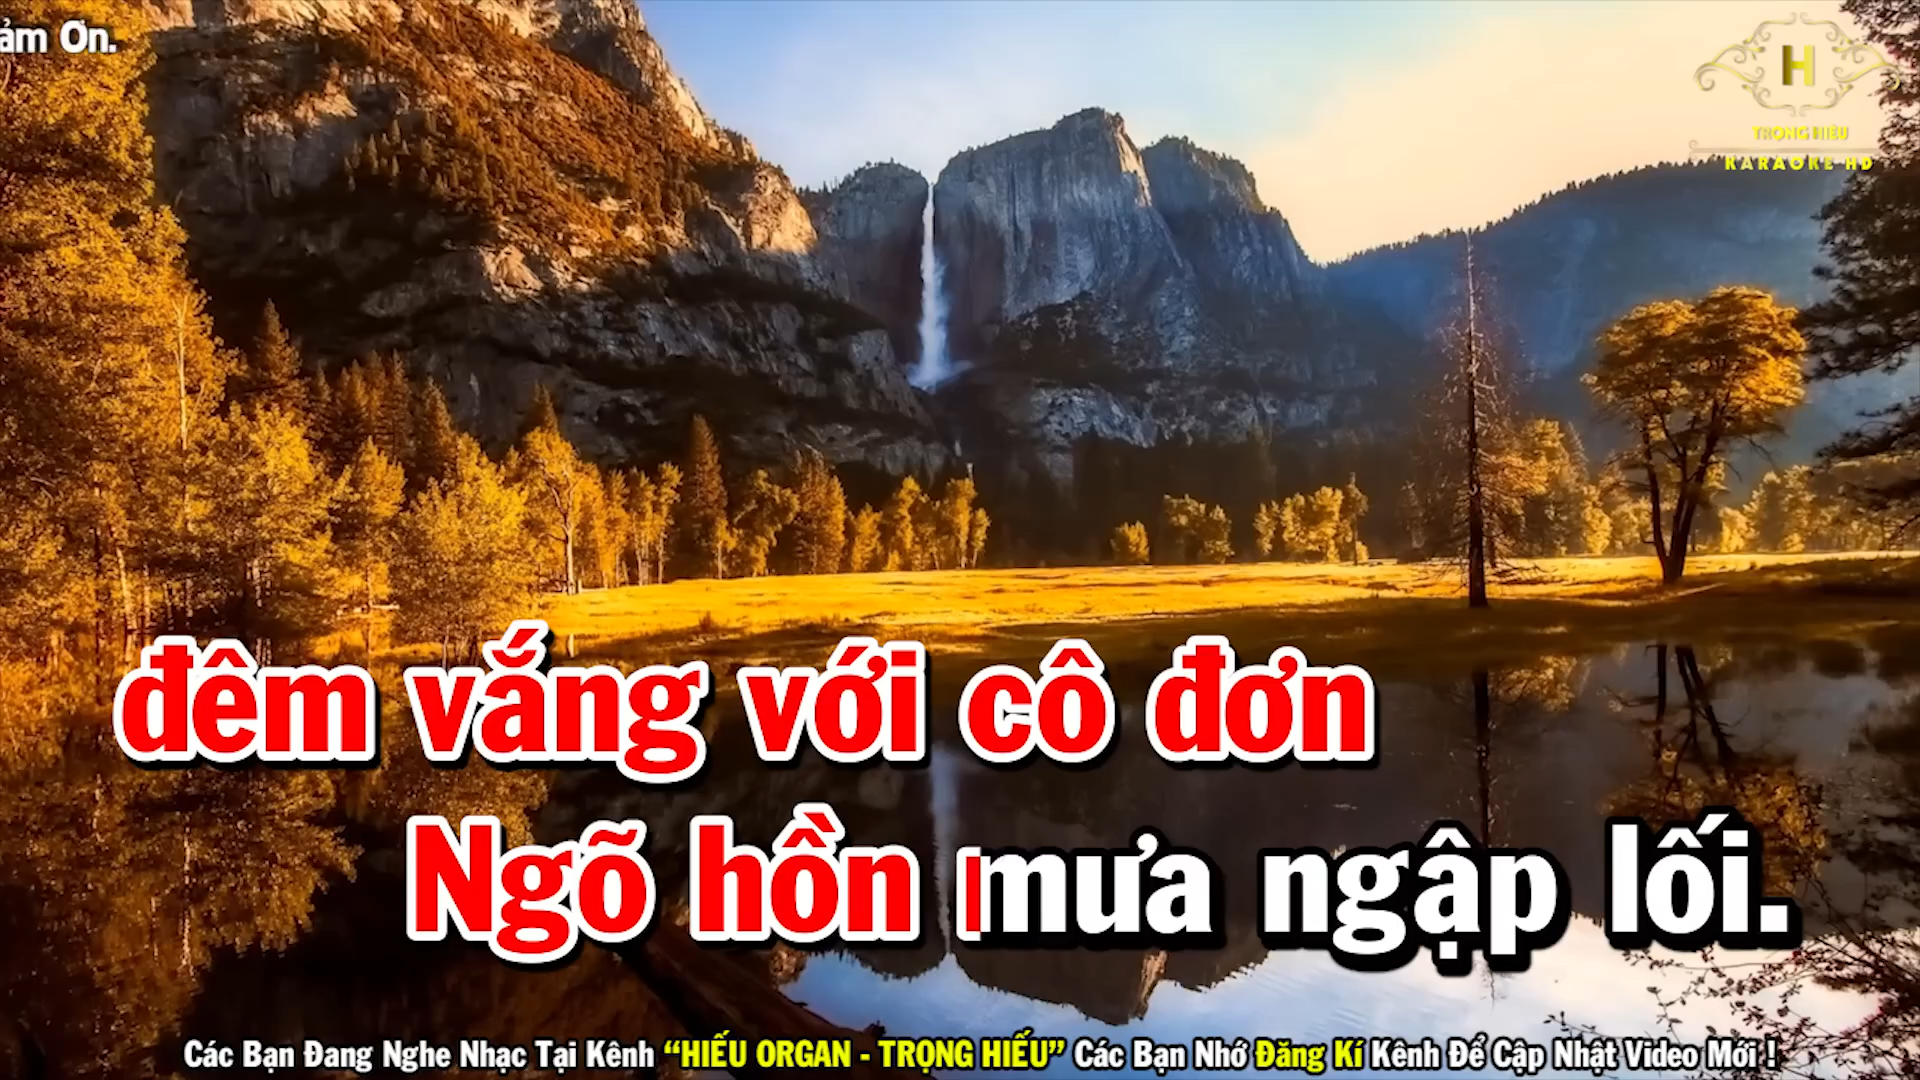 ảm Ơn.
H
TRỌNG HIẾU
KARAOKE HD
đêm vắng với cô đơn
Ngõ hồn mưa ngập lối.
Các Bạn Đang Nghe Nhạc Tại Kênh “HIẾU ORGAN - TRỌNG HIẾU” Các Bạn Nhớ Đăng Kí Kênh Để Cập Nhật Video Mới !